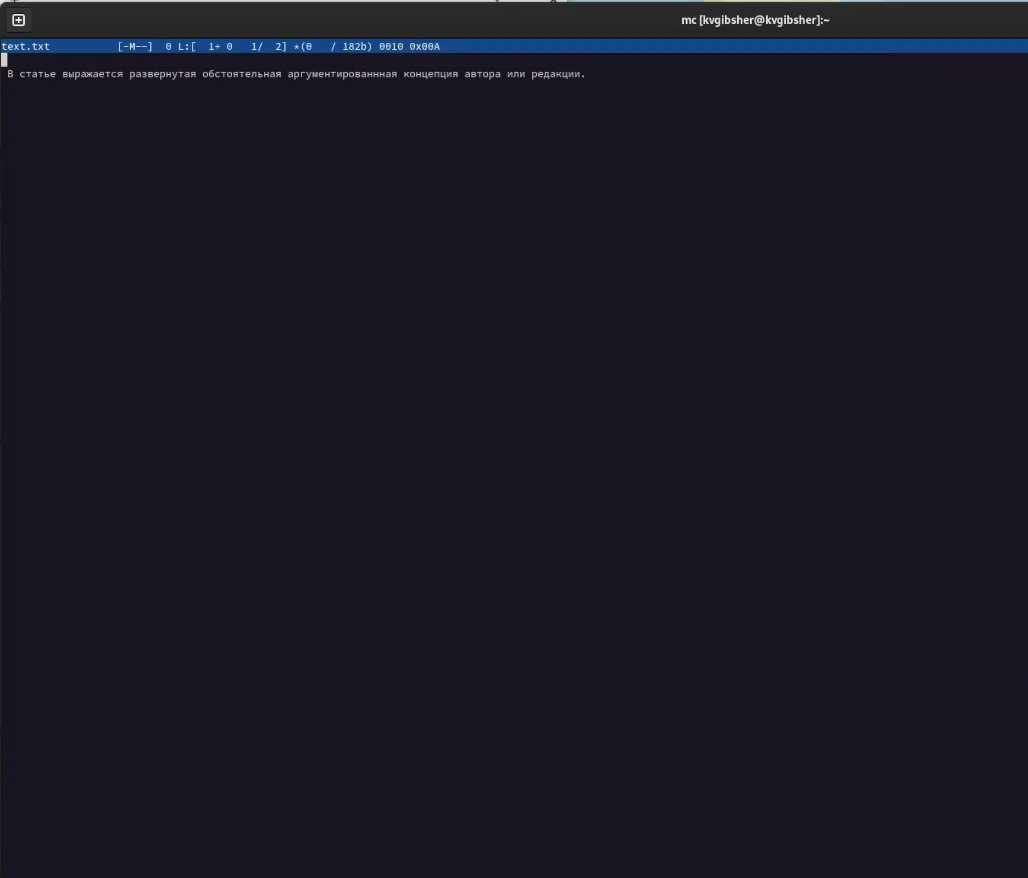 mc [kvgibsher@kvgibsher]:~
text.txt [-M--] 0 L:[ 1+ 0 1/ 2] *(0 / 182b) 0010 0x00A
В статье выражается развернутая обстоятельная аргументированнная концепция автора или редакции.